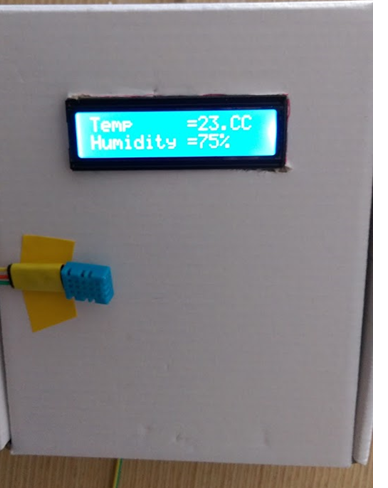 Temp     =23.CC
Humidity =75%